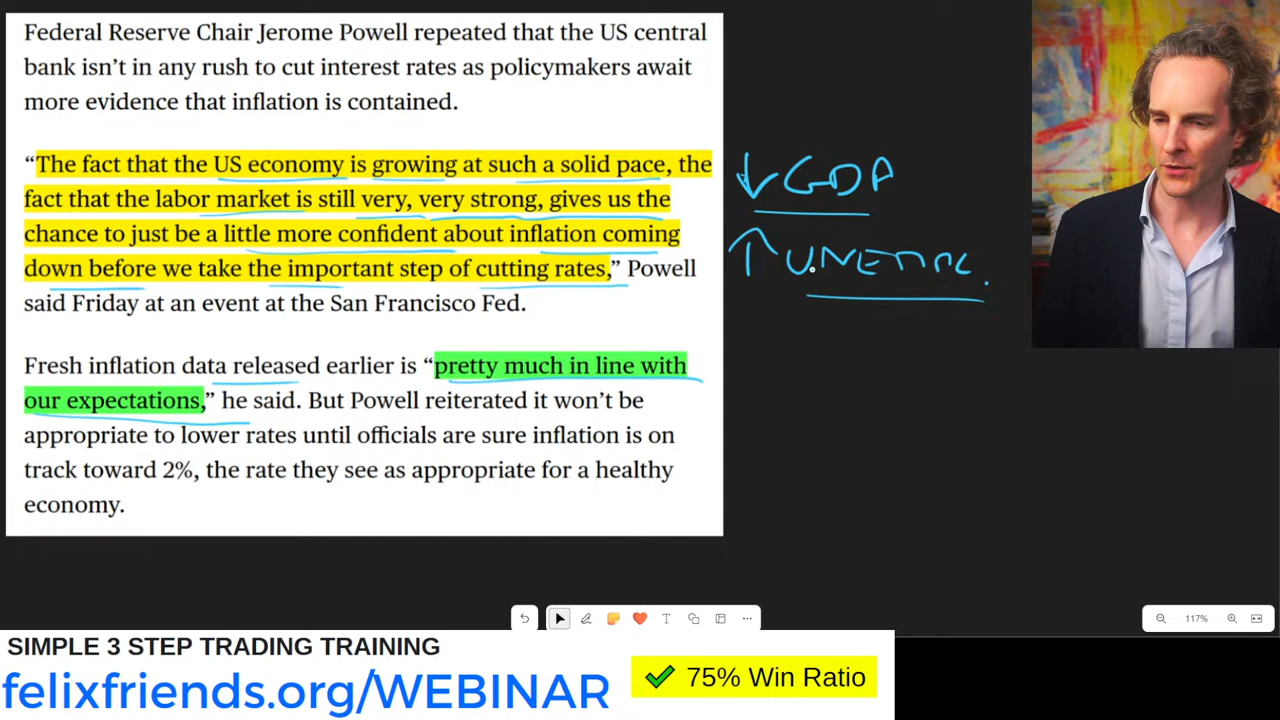 Federal Reserve Chair Jerome Powell repeated that the US central
bank isn’t in any rush to cut interest rates as policymakers await
more evidence that inflation is contained.
“The fact that the US economy is growing at such a solid pace, the
fact that the labor market is still very, very strong, gives us the
chance to just be a little more confident about inflation coming
down before we take the important step of cutting rates,” Powell
said Friday at an event at the San Francisco Fed.
Fresh inflation data released earlier is “pretty much in line with
our expectations,” he said. But Powell reiterated it won’t be
appropriate to lower rates until officials are sure inflation is on
track toward 2%, the rate they see as appropriate for a healthy
economy.
↓ GDP
↑ UNEMPL.
117%
SIMPLE 3 STEP TRADING TRAINING
felixfriends.org/WEBINAR
75% Win Ratio